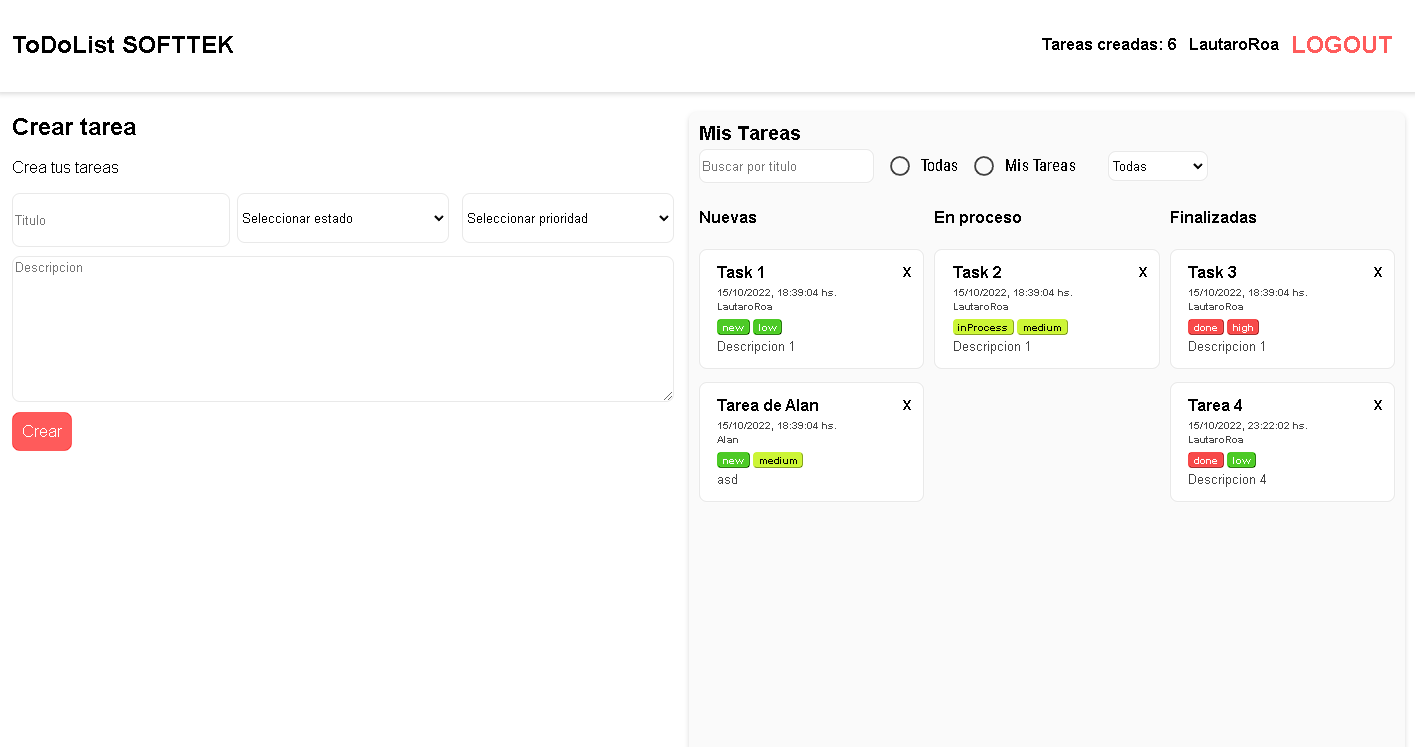 ToDoList SOFTTEK
Tareas creadas: 6 LautaroRoa LOGOUT
Crear tarea
Crea tus tareas
Titulo
Seleccionar estado
Seleccionar prioridad
Descripcion
Crear
Mis Tareas
Buscar por titulo
Todas
Mis Tareas
Todas
Nuevas
Task 1 X
15/10/2022, 18:39:04 hs.
LautaroRoa
new low
Descripcion 1
Tarea de Alan X
15/10/2022, 18:39:04 hs.
Alan
new medium
asd
En proceso
Task 2 X
15/10/2022, 18:39:04 hs.
LautaroRoa
inProcess medium
Descripcion 1
Finalizadas
Task 3 X
15/10/2022, 18:39:04 hs.
LautaroRoa
done high
Descripcion 1
Tarea 4 X
15/10/2022, 23:22:02 hs.
LautaroRoa
done low
Descripcion 4